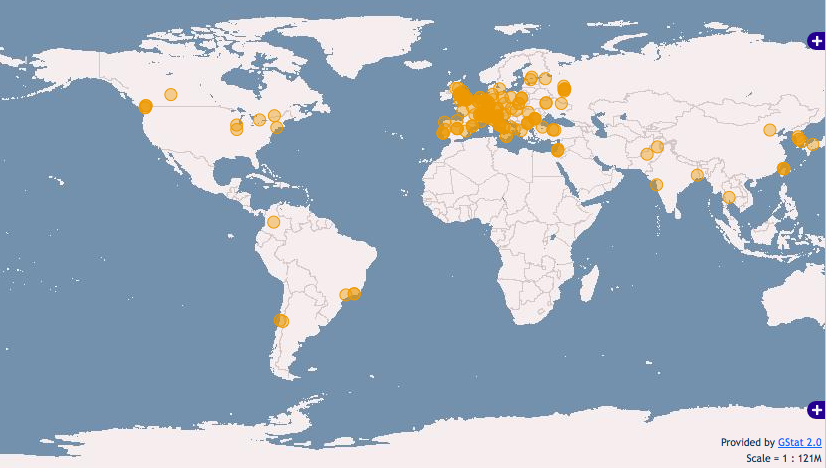 Provided by GStat 2.0
Scale = 1 : 121M